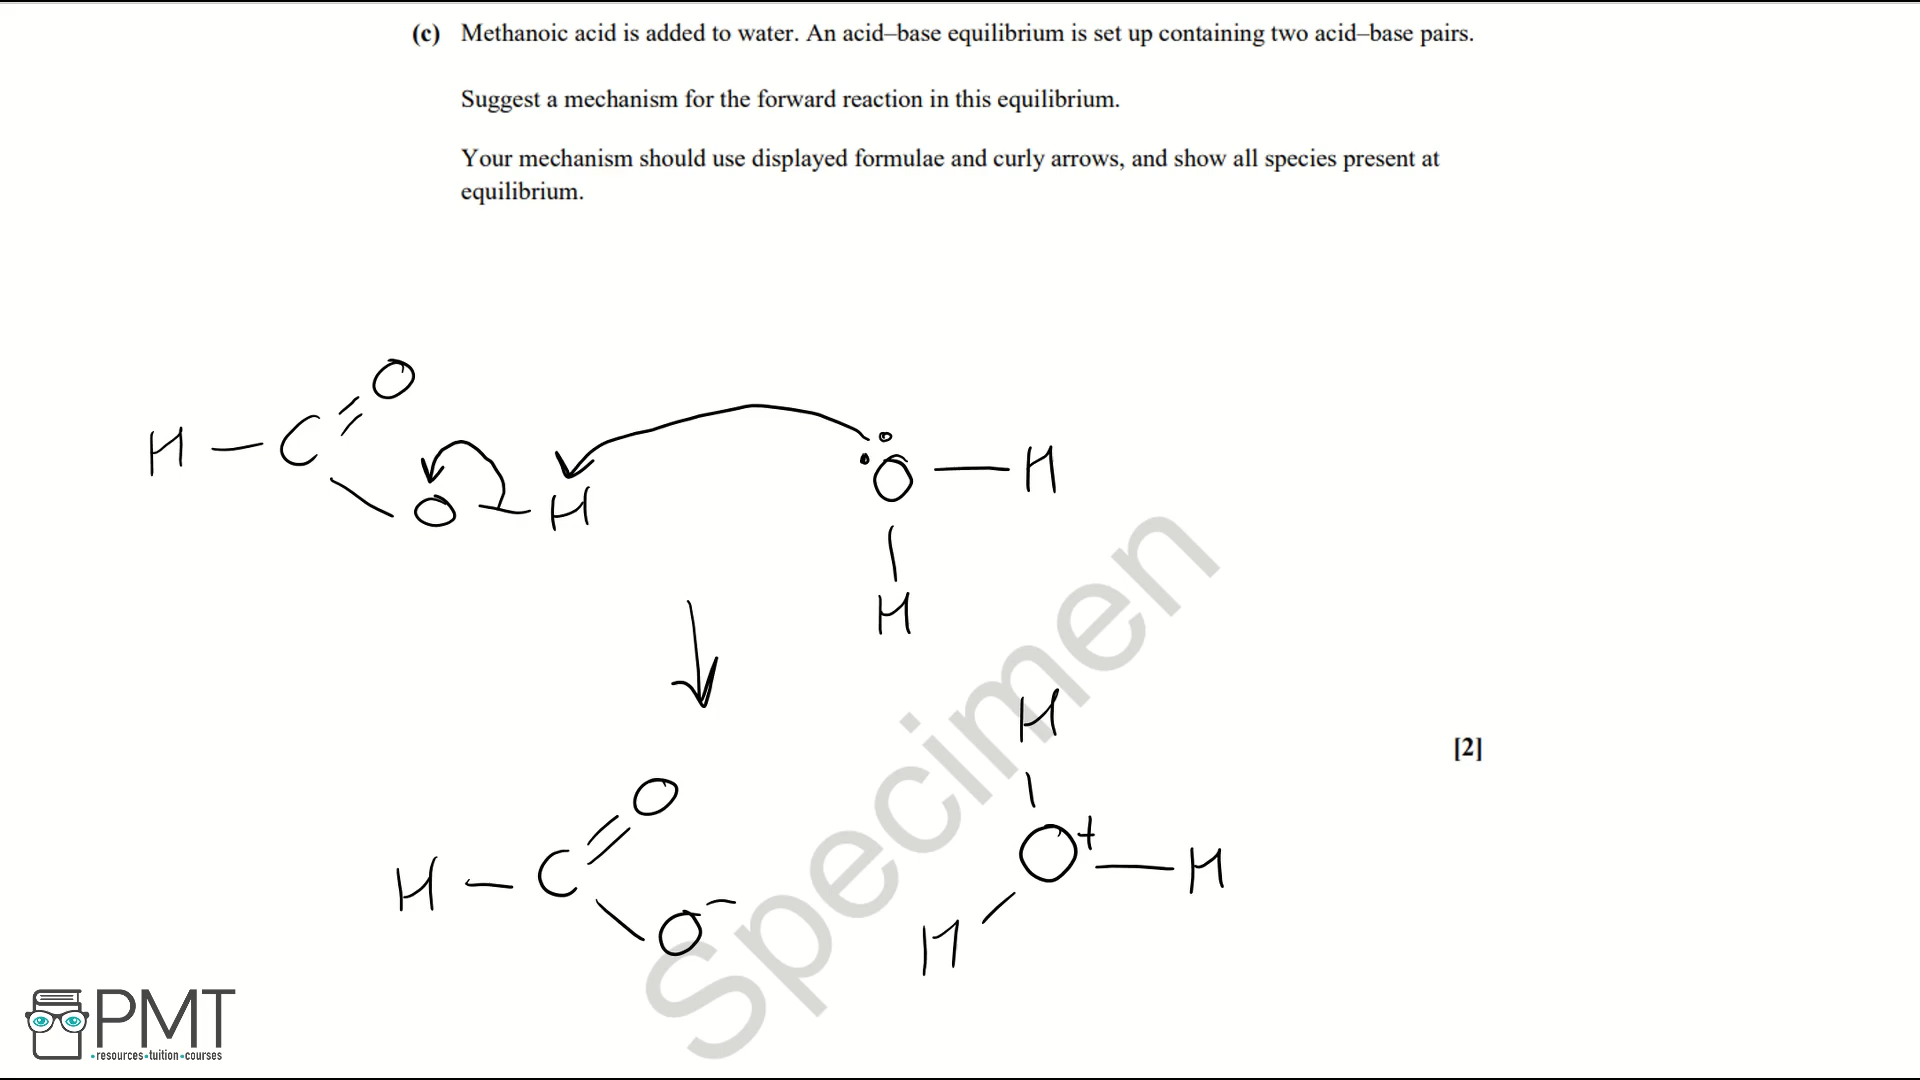 (c) Methanoic acid is added to water. An acid–base equilibrium is set up containing two acid–base pairs.
Suggest a mechanism for the forward reaction in this equilibrium.
Your mechanism should use displayed formulae and curly arrows, and show all species present at
equilibrium.
O
H – C
O – H
O – H
H
H
[2]
O
H – C
O⁻
O⁺ – H
H
Specimen
PMT
•resources•tuition•courses